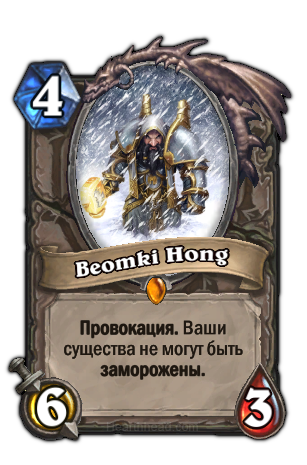 4
Beomki Hong
Провокация. Ваши
существа не могут быть
заморожены.
6
3